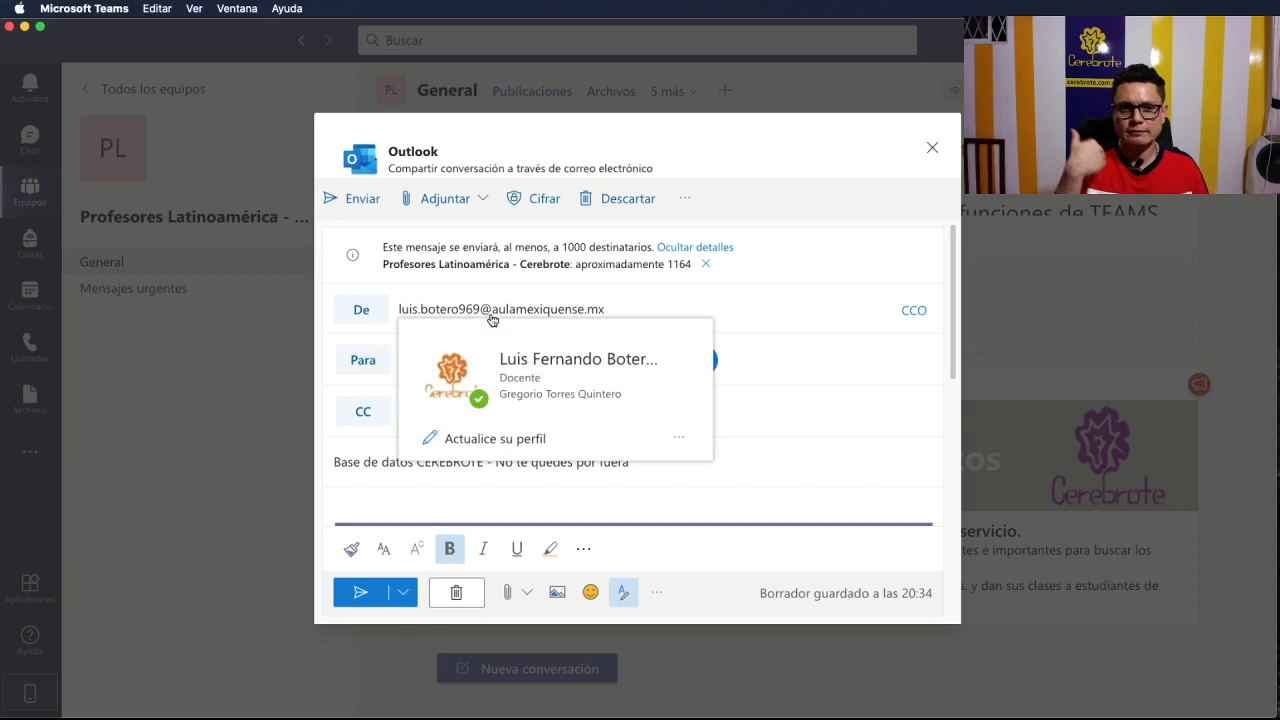 Microsoft Teams Editar Ver Ventana Ayuda
Buscar
Actividad
Chat
Equipos
Tareas
Calendario
Llamadas
Archivos
Aplicaciones
Ayuda
Todos los equipos
PL
Profesores Latinoamérica - ...
General
Mensajes urgentes
PL General Publicaciones Archivos 5 más
Outlook
Compartir conversación a través de correo electrónico
Enviar Adjuntar Cifrar Descartar ...
Este mensaje se enviará, al menos, a 1000 destinatarios. Ocultar detalles
Profesores Latinoamérica - Cerebrote: aproximadamente 1164
De luis.botero969@aulamexiquense.mx CCO
Para
CC
Cerebrote
Luis Fernando Boter...
Docente
Gregorio Torres Quintero
Actualice su perfil ...
Base de datos CEREBROTE - No te quedes por fuera
B I U ...
Borrador guardado a las 20:34
Nueva conversación
funciones de TEAMS
os
Cerebrote
servicio.
tes e importantes para buscar los
s. y dan sus clases a estudiantes de
Cerebrote
cerebrote.com